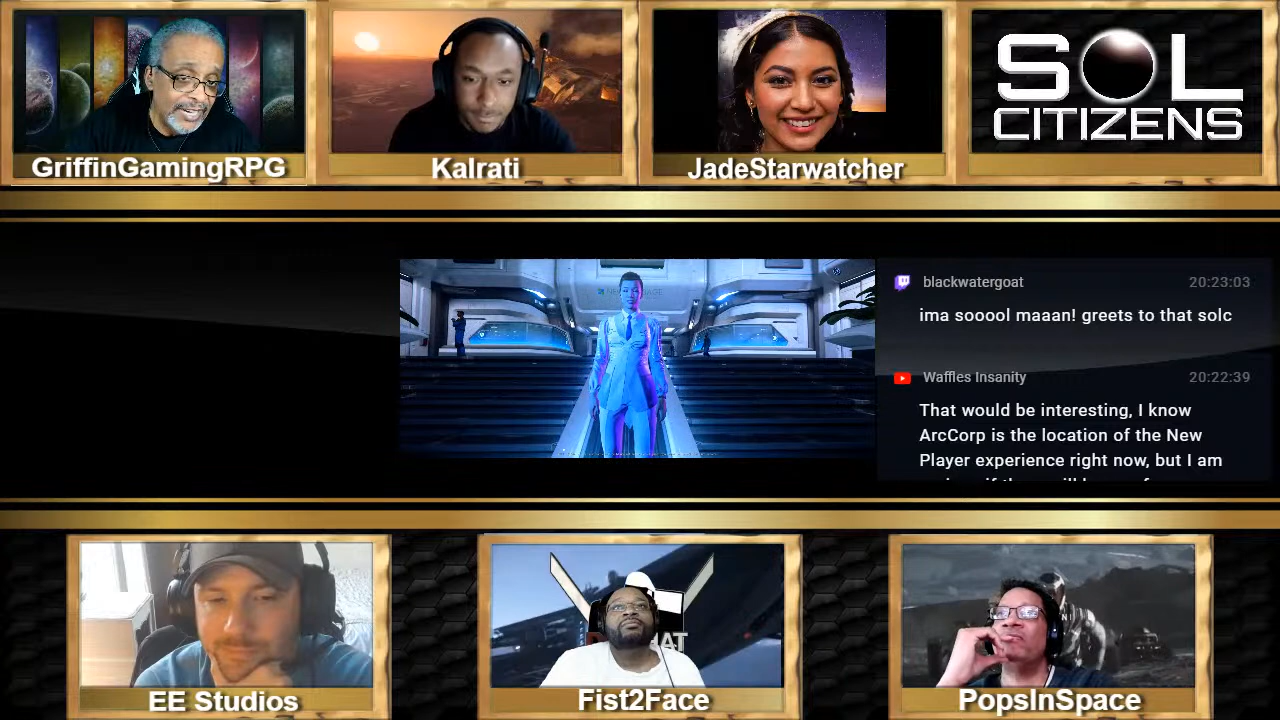 SOL
CITIZENS
GriffinGamingRPG
Kalrati
JadeStarwatcher
blackwatergoat
20:23:03
ima sooool maaan! greets to that solc
Waffles Insanity
20:22:39
That would be interesting, I know
ArcCorp is the location of the New
Player experience right now, but I am
EE Studios
Fist2Face
PopsInSpace